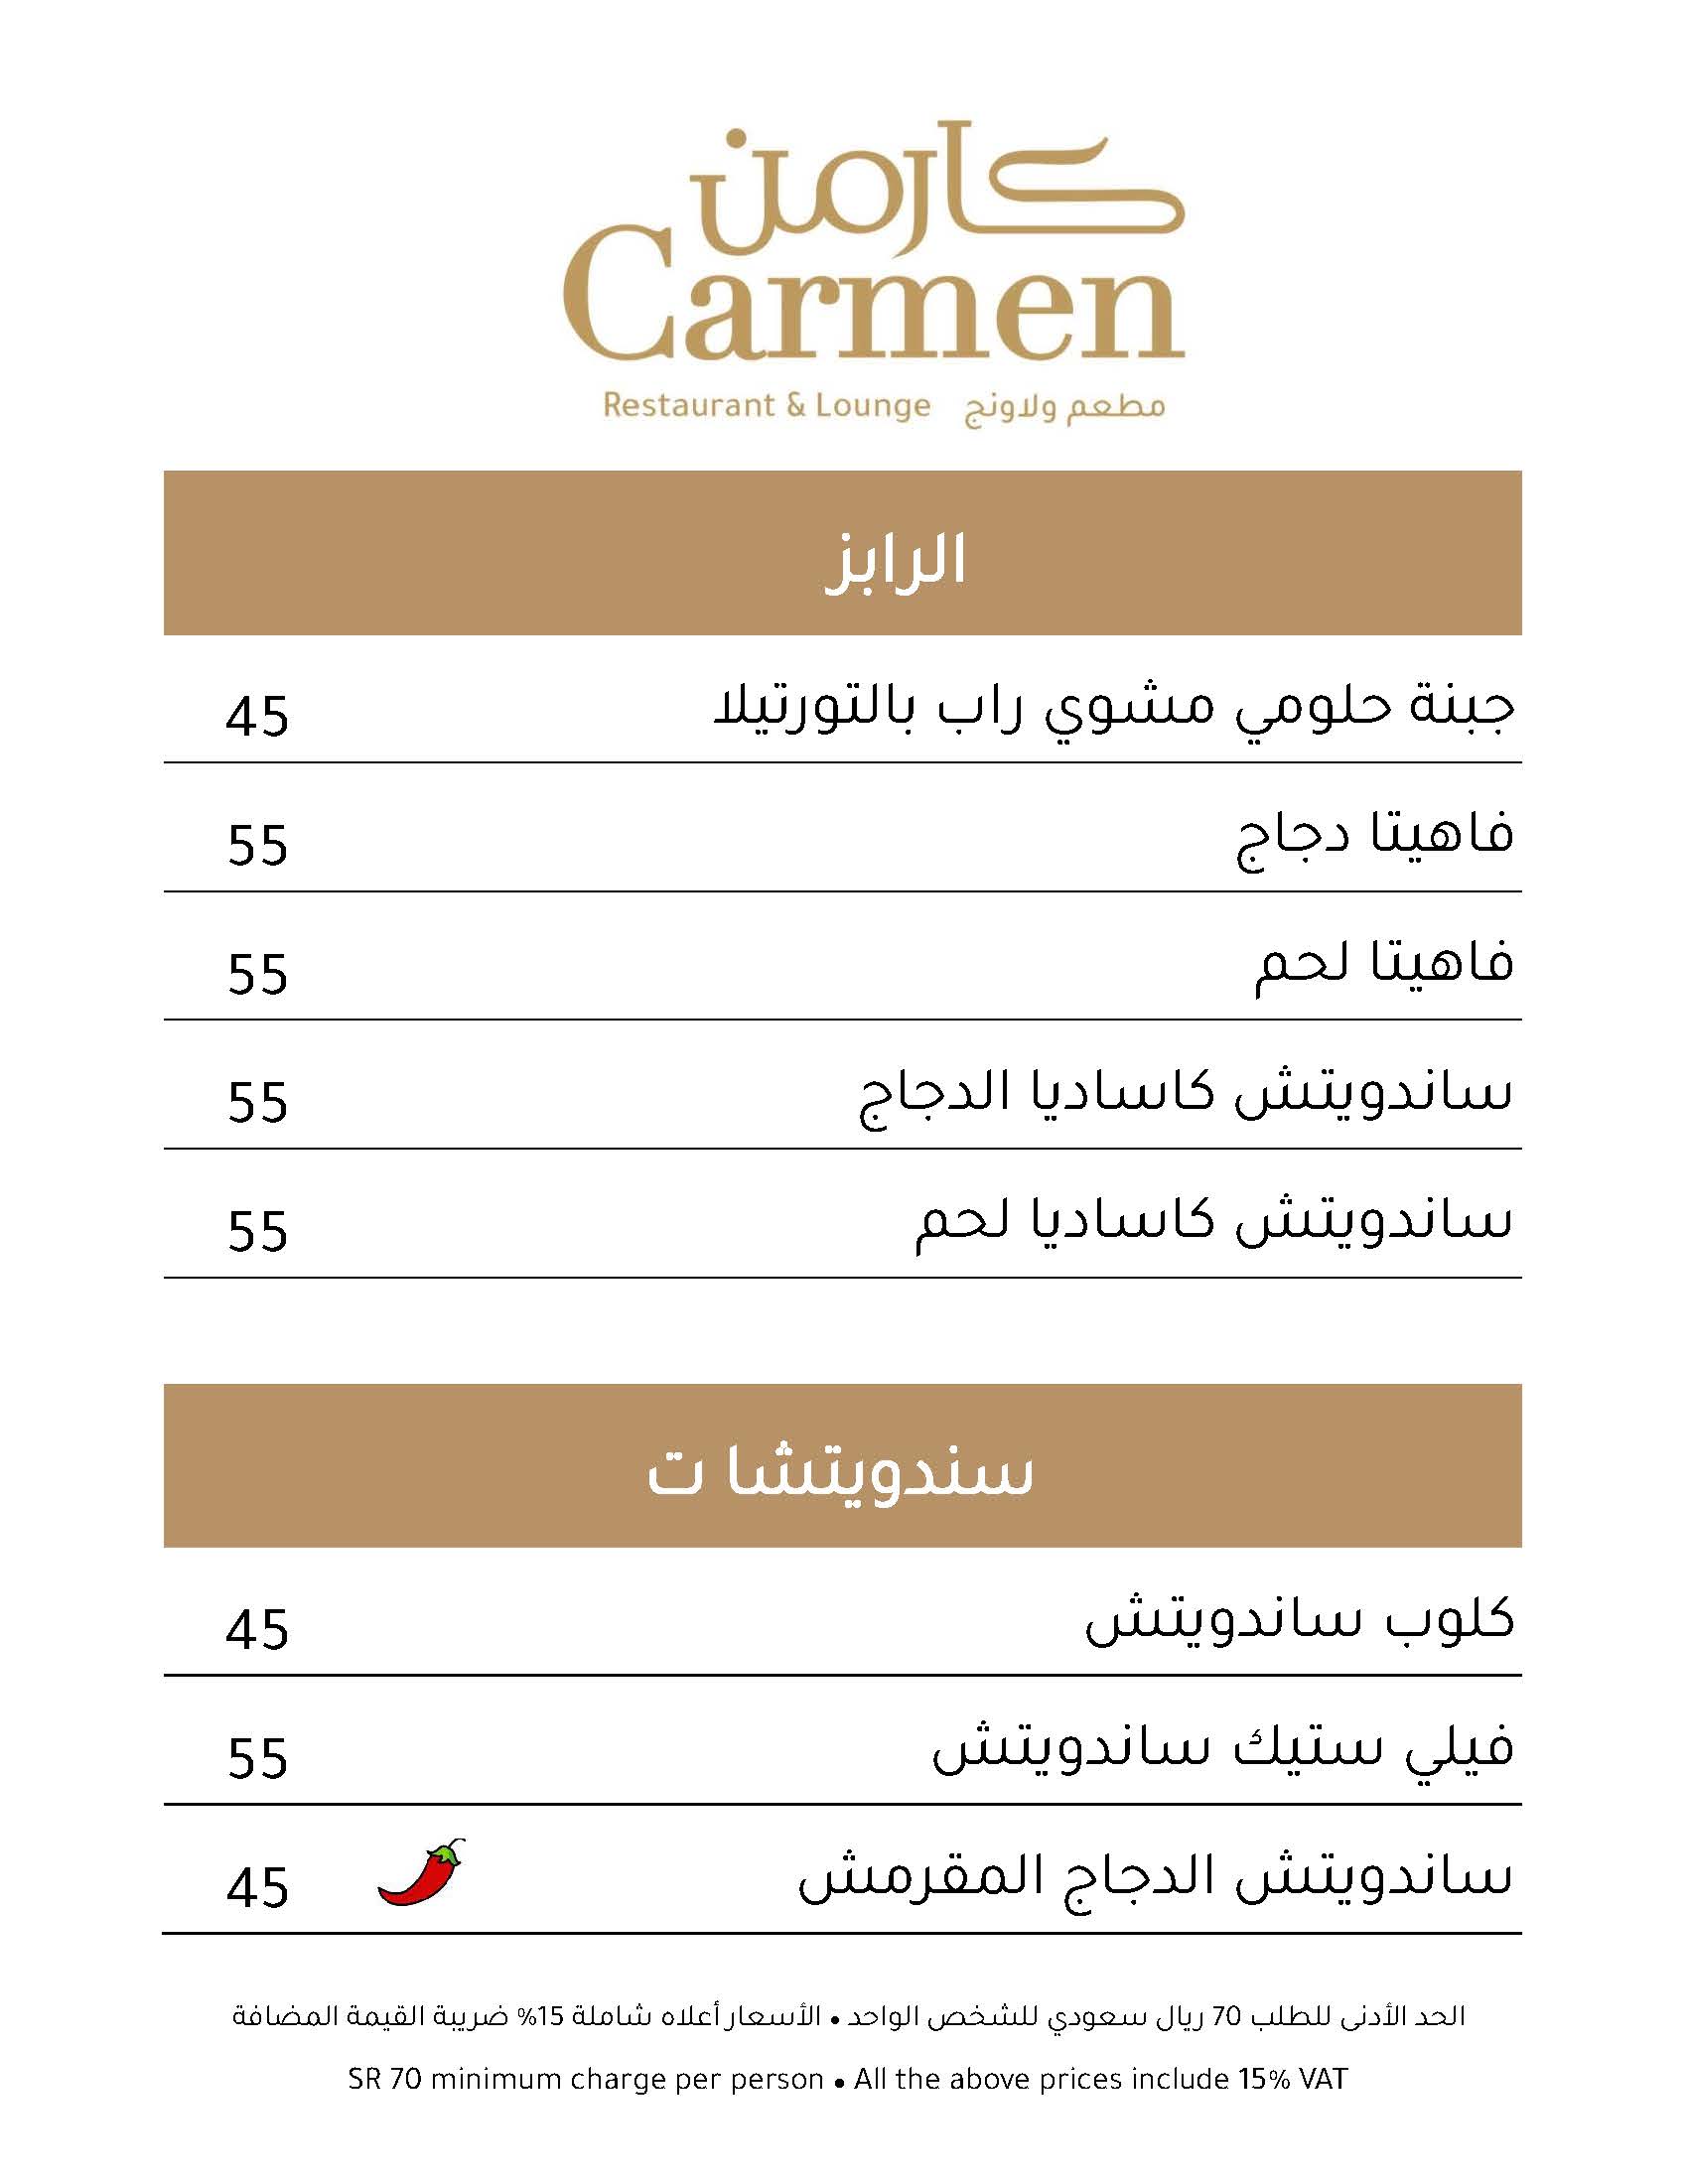 كارمن
Carmen
Restaurant & Lounge مطعم ولاونج
الرابز
جبنة حلومي مشوي راب بالتورتيلا 45
فاهيتا دجاج 55
فاهيتا لحم 55
ساندويتش كاساديا الدجاج 55
ساندويتش كاساديا لحم 55
سندويتشا ت
كلوب ساندويتش 45
فيلي ستيك ساندويتش 55
ساندويتش الدجاج المقرمش 45
الحد الأدنى للطلب 70 ريال سعودي للشخص الواحد • الأسعار أعلاه شاملة 15% ضريبة القيمة المضافة
SR 70 minimum charge per person • All the above prices include 15% VAT